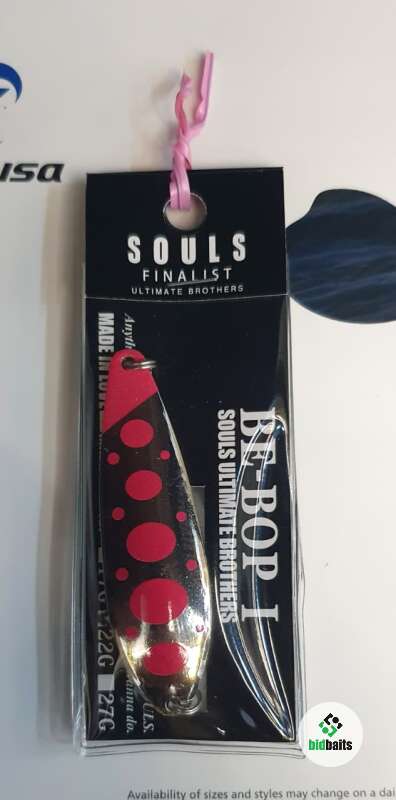 usa
SOULS
FINALIST
ULTIMATE BROTHERS
BE-BOP I
SOULS ULTIMATE BROTHERS
MADE IN
22G
27G
bidbaits
Availability of sizes and styles may change on a dai